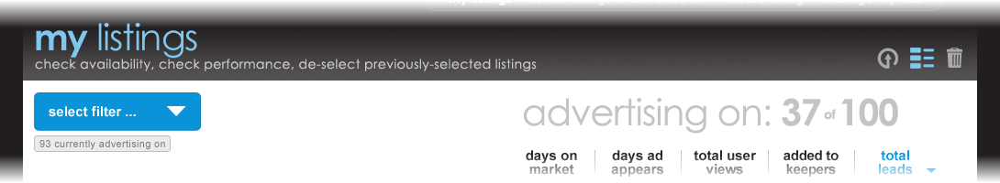 my listings
check availability, check performance, de-select previously-selected listings
select filter ...
93 currently advertising on
advertising on: 37 of 100
days on market
days ad appears
total user views
added to keepers
total leads